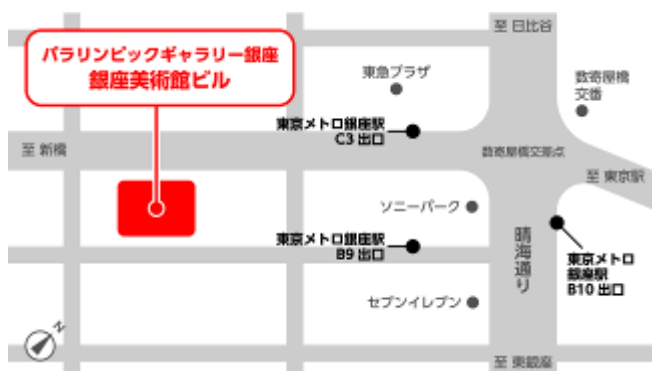 至 日比谷
パラリンピックギャラリー銀座
銀座美術館ビル
東急プラザ
数寄屋橋
交番
東京メトロ銀座駅
C3 出口
至 新橋
数寄屋橋交差点
至 東京駅
ソニーパーク
東京メトロ銀座駅
B9 出口
晴海通り
東京メトロ
銀座駅
B10 出口
セブンイレブン
N
至 東銀座